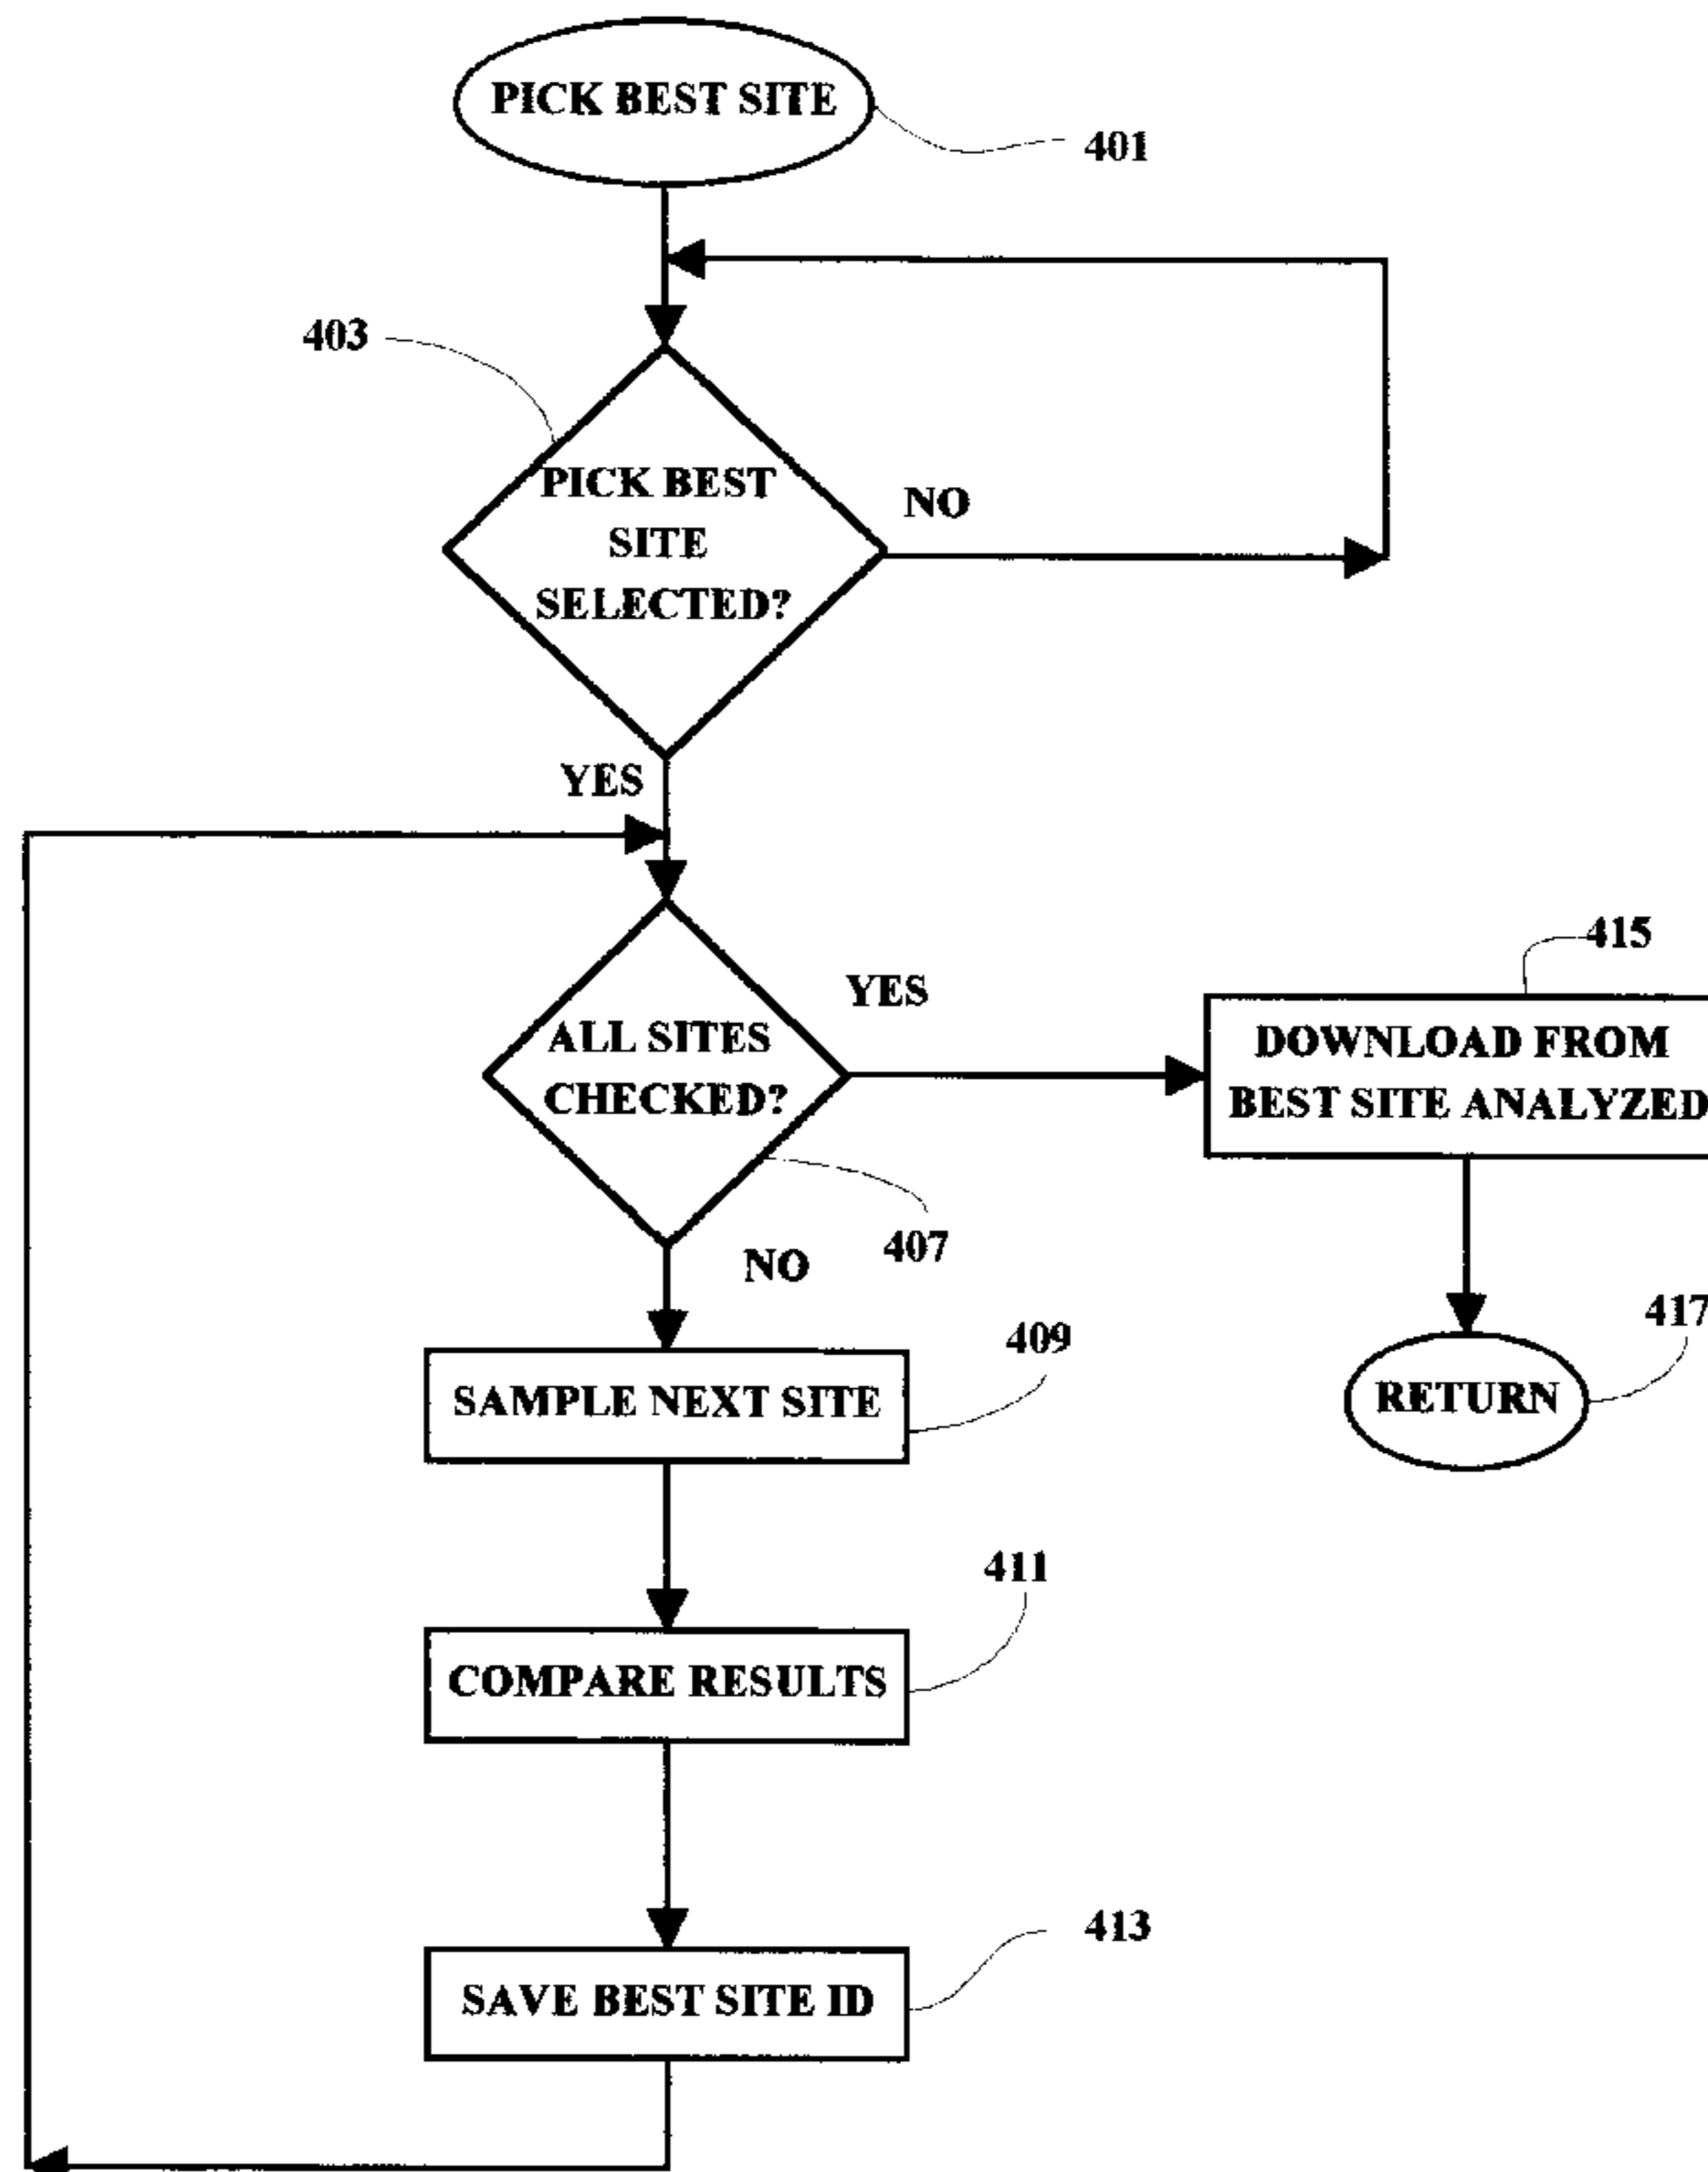 PICK BEST SITE
401
403
PICK BEST
SITE
SELECTED?
NO
YES
415
YES
ALL SITES
CHECKED?
DOWNLOAD FROM
BEST SITE ANALYZED
407
NO
409
417
SAMPLE NEXT SITE
RETURN
411
COMPARE RESULTS
413
SAVE BEST SITE ID